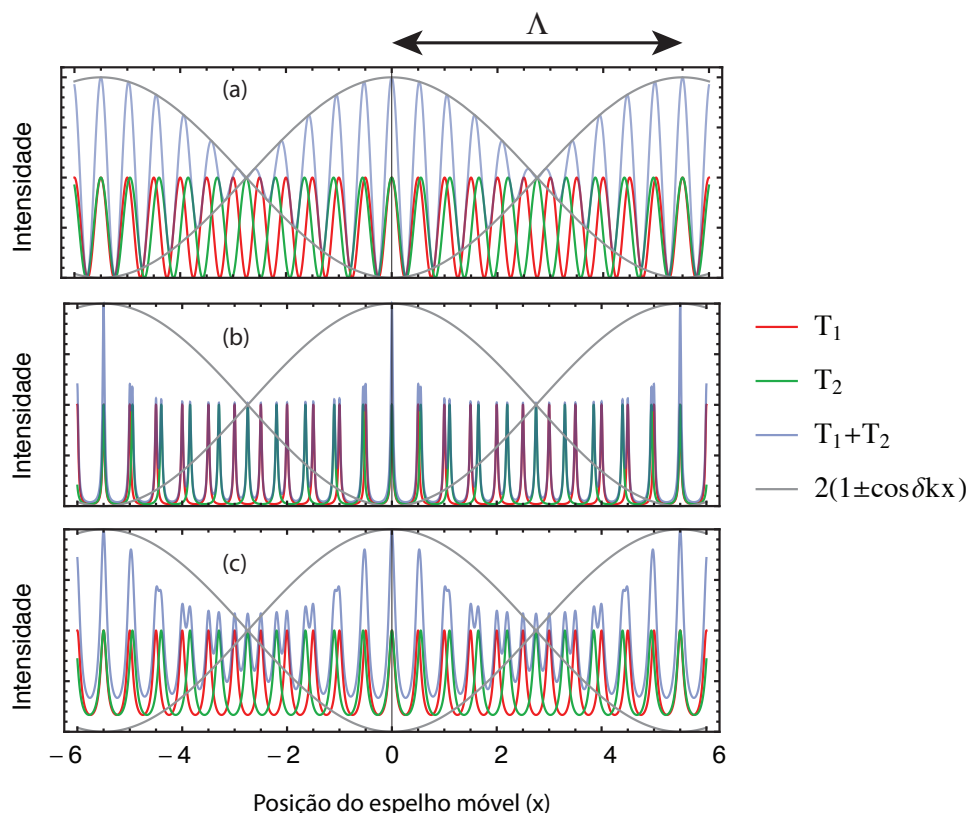 Λ
(a)
Intensidade
(b)
Intensidade
(c)
Intensidade
T₁
T₂
T₁+T₂
2(1±cosδkx)
−6 −4 −2 0 2 4 6
Posição do espelho móvel (x)